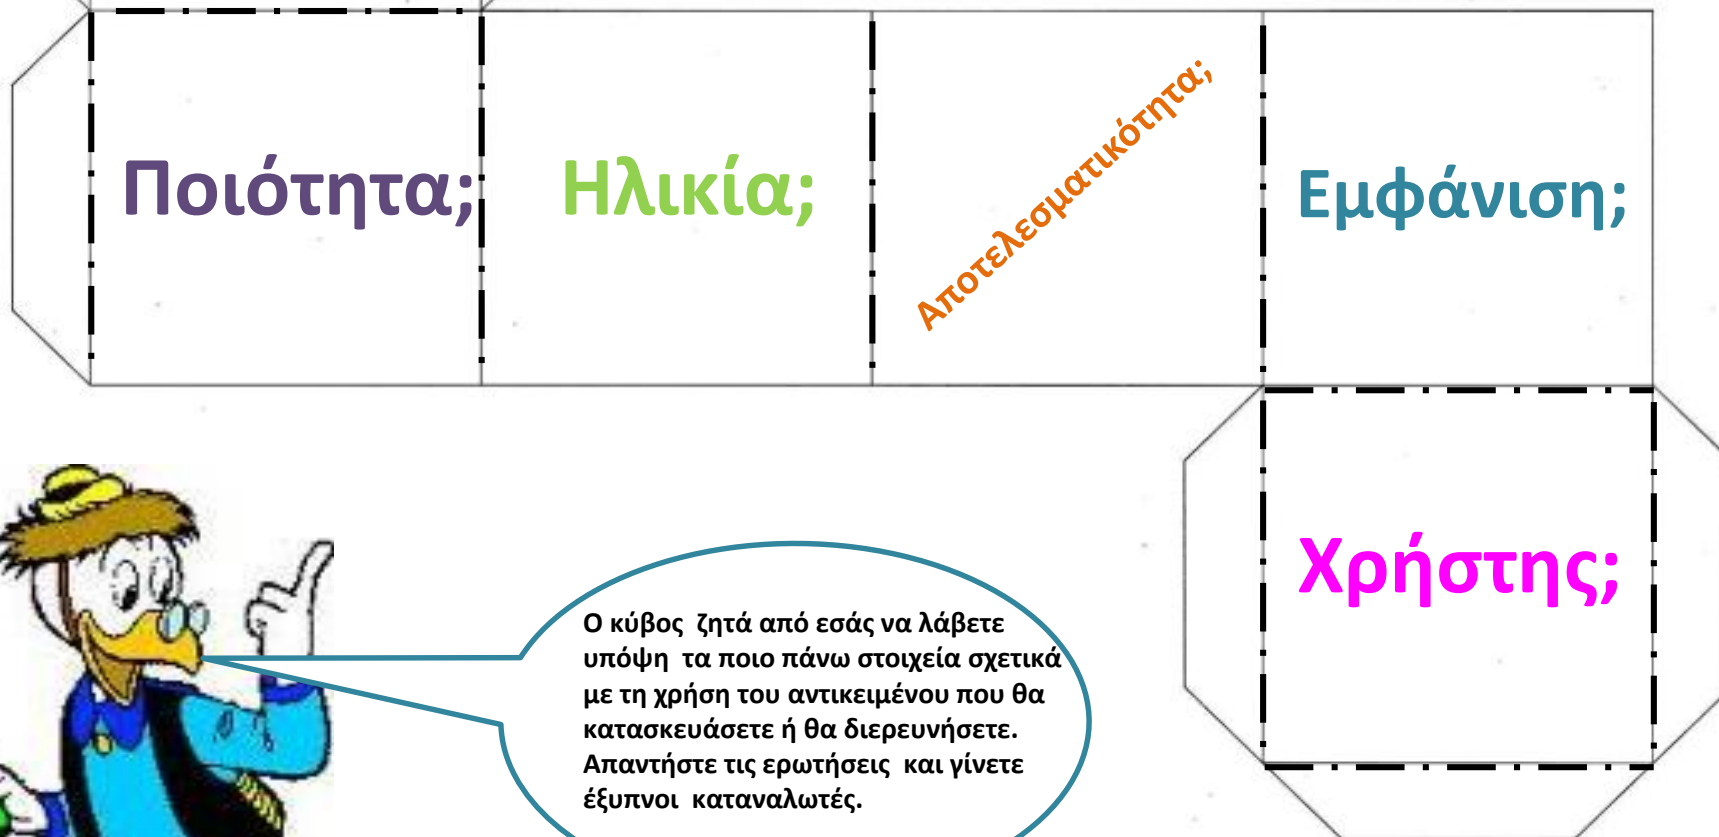 Ποιότητα;
Ηλικία;
Αποτελεσματικότητα;
Εμφάνιση;
Χρήστης;
Ο κύβος ζητά από εσάς να λάβετε
υπόψη τα ποιο πάνω στοιχεία σχετικά
με τη χρήση του αντικειμένου που θα
κατασκευάσετε ή θα διερευνήσετε.
Απαντήστε τις ερωτήσεις και γίνετε
έξυπνοι καταναλωτές.